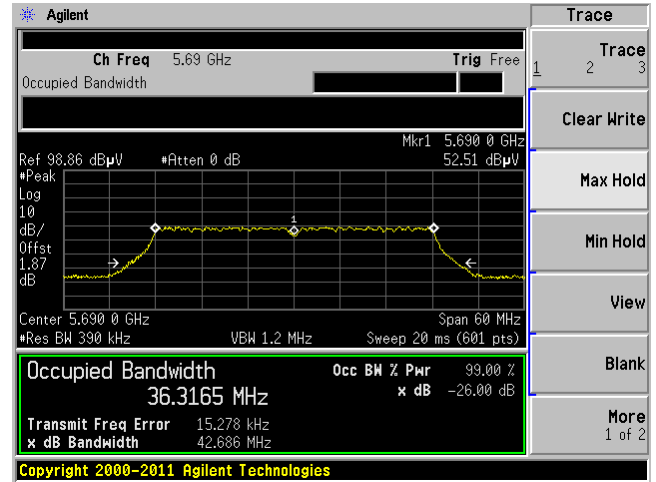 Agilent
Trace
Ch Freq 5.69 GHz Trig Free
Occupied Bandwidth
Mkr1 5.690 0 GHz
Ref 98.86 dBµV #Atten 0 dB 52.51 dBµV
#Peak
Log
10
dB/
Offst
1.87
dB
1
Center 5.690 0 GHz Span 60 MHz
#Res BW 390 kHz VBW 1.2 MHz Sweep 20 ms (601 pts)
Occupied Bandwidth
36.3165 MHz
Occ BW % Pwr 99.00 %
x dB -26.00 dB
Transmit Freq Error 15.278 kHz
x dB Bandwidth 42.686 MHz
Copyright 2000-2011 Agilent Technologies
Trace
1 2 3
Clear Write
Max Hold
Min Hold
View
Blank
More
1 of 2